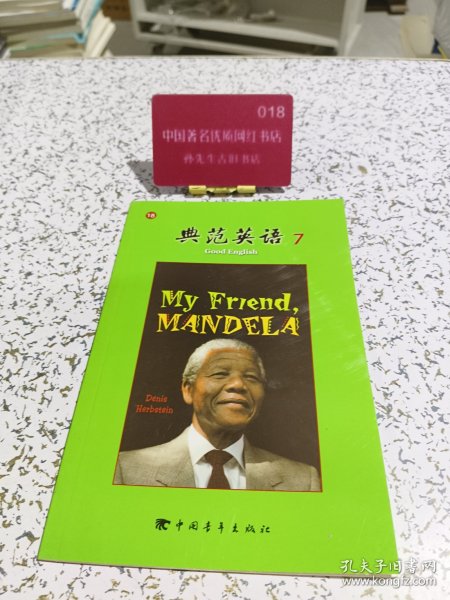 018
中国著名优质网红书店
孙先生古旧书店
18
典范英语 7
Good English
My Friend,
MANDELA
Denis
Herbstein
中国青年出版社
孔夫子旧书网
www.kongfz.com